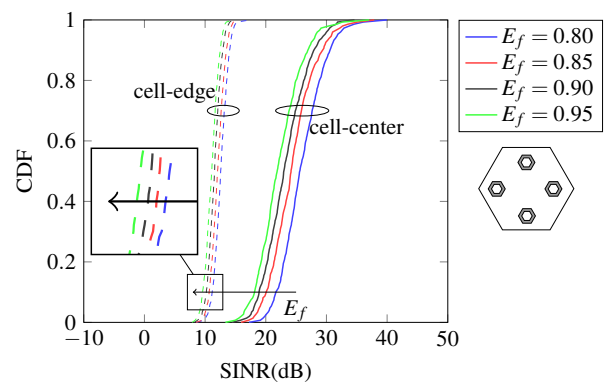 1
0.8
0.6
0.4
0.2
0
CDF
−10
0
10
20
30
40
50
SINR(dB)
cell-edge
cell-center
E_f
E_f = 0.80
E_f = 0.85
E_f = 0.90
E_f = 0.95